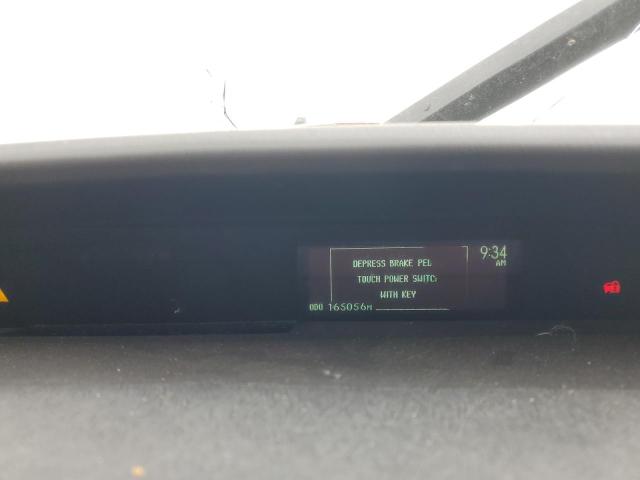 DEPRESS BRAKE PEL
9:34
AM
TOUCH POWER SWITC
WITH KEY
ODO 165056M